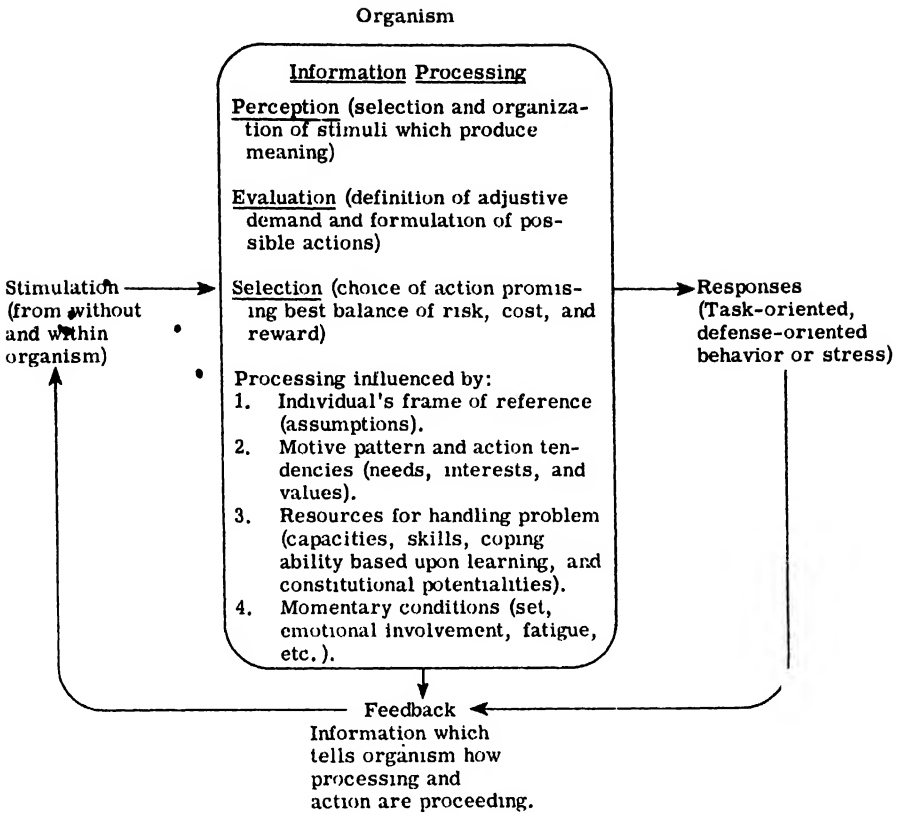 Organism
Information Processing
Perception (selection and organiza-
tion of stimuli which produce
meaning)
Evaluation (definition of adjustive
demand and formulation of pos-
sible actions)
Stimulation
(from without
and within
organism)
Selection (choice of action promis-
ing best balance of risk, cost, and
reward)
Responses
(Task-oriented,
defense-oriented
behavior or stress)
Processing influenced by:
1. Individual's frame of reference
(assumptions).
2. Motive pattern and action ten-
dencies (needs, interests, and
values).
3. Resources for handling problem
(capacities, skills, coping
ability based upon learning, and
constitutional potentialities).
4. Momentary conditions (set,
emotional involvement, fatigue,
etc.).
Feedback
Information which
tells organism how
processing and
action are proceeding.